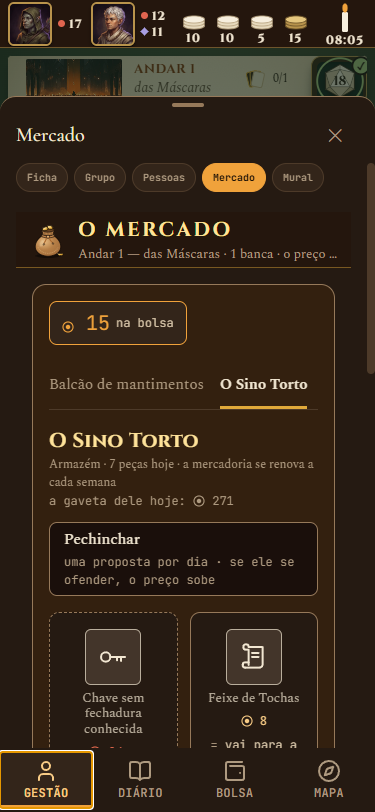 17
12
11
10
10
5
15
08:05
ANDAR I
das Máscaras
0/1
18
Mercado
Ficha
Grupo
Pessoas
Mercado
Mural
O MERCADO
Andar 1 — das Máscaras · 1 banca · o preço …
15 na bolsa
Balcão de mantimentos
O Sino Torto
O Sino Torto
Armazém · 7 peças hoje · a mercadoria se renova a
cada semana
a gaveta dele hoje: 271
Pechinchar
uma proposta por dia · se ele se
ofender, o preço sobe
Chave sem
fechadura
conhecida
Feixe de Tochas
8
= vai para a
GESTÃO
DIÁRIO
BOLSA
MAPA